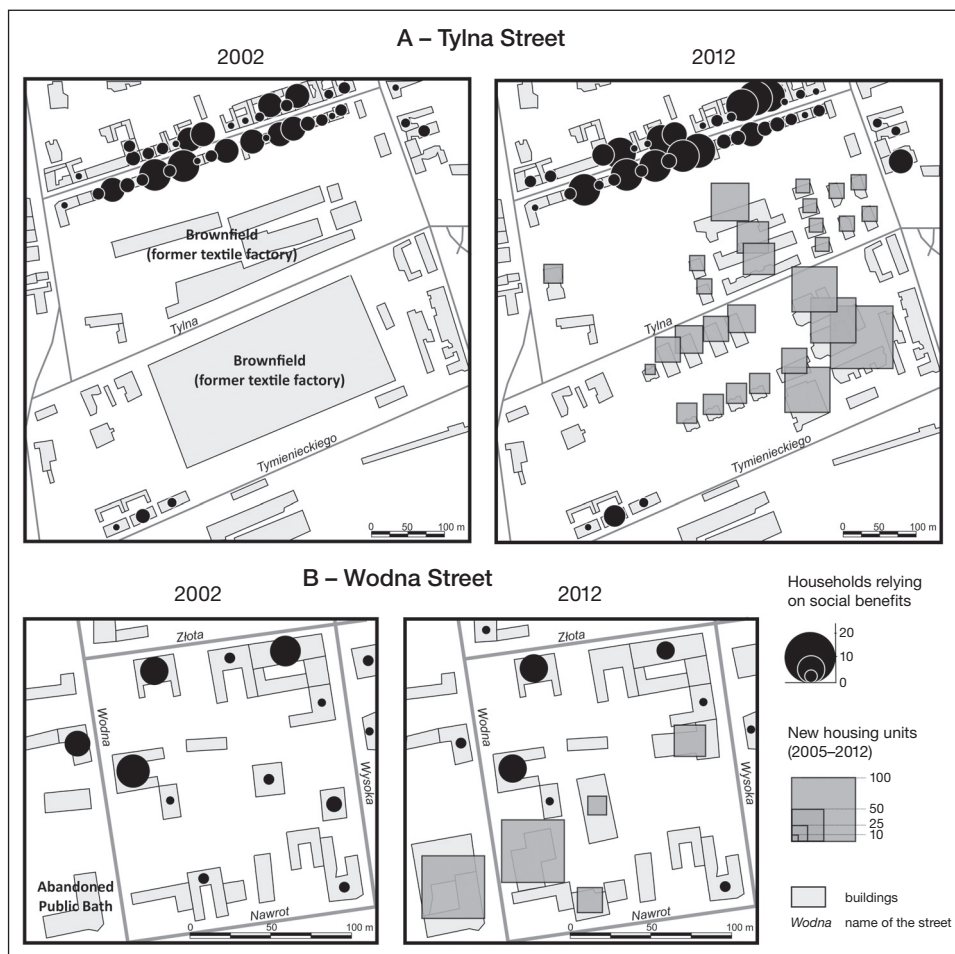 A – Tylna Street
2002
2012
Brownfield
(former textile factory)
Tylna
Brownfield
(former textile factory)
Tymienieckiego
0 50 100 m
Tylna
Tymienieckiego
0 50 100 m
B – Wodna Street
2002
2012
Złota
Wodna
Wysoka
Abandoned
Public Bath
Nawrot
0 50 100 m
Złota
Wodna
Wysoka
Nawrot
0 50 100 m
Households relying
on social benefits
20
10
0
New housing units
(2005–2012)
100
50
25
10
buildings
Wodna name of the street